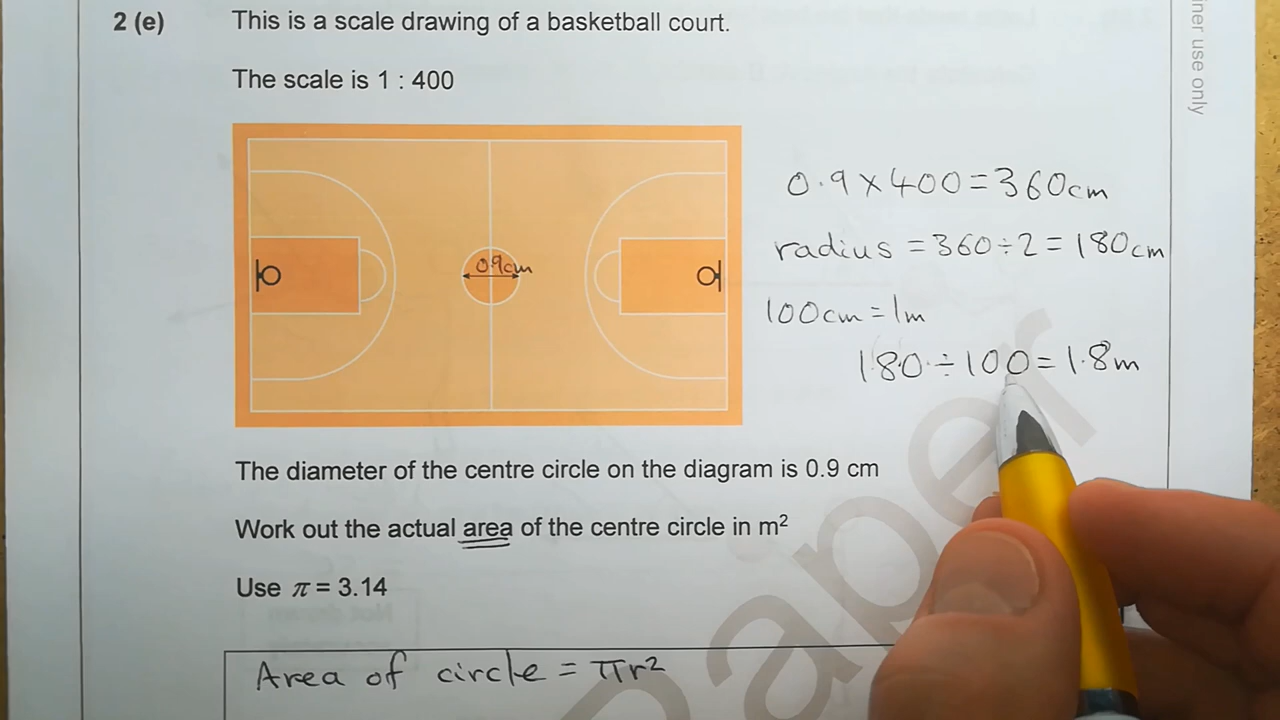 2 (e) This is a scale drawing of a basketball court.
The scale is 1 : 400
0.9 × 400 = 360cm
radius = 360 ÷ 2 = 180cm
0.9cm
100cm = 1m
180 ÷ 100 = 1.8m
The diameter of the centre circle on the diagram is 0.9 cm
Work out the actual area of the centre circle in m²
Use π = 3.14
Area of circle = πr²
iner use only
Paper